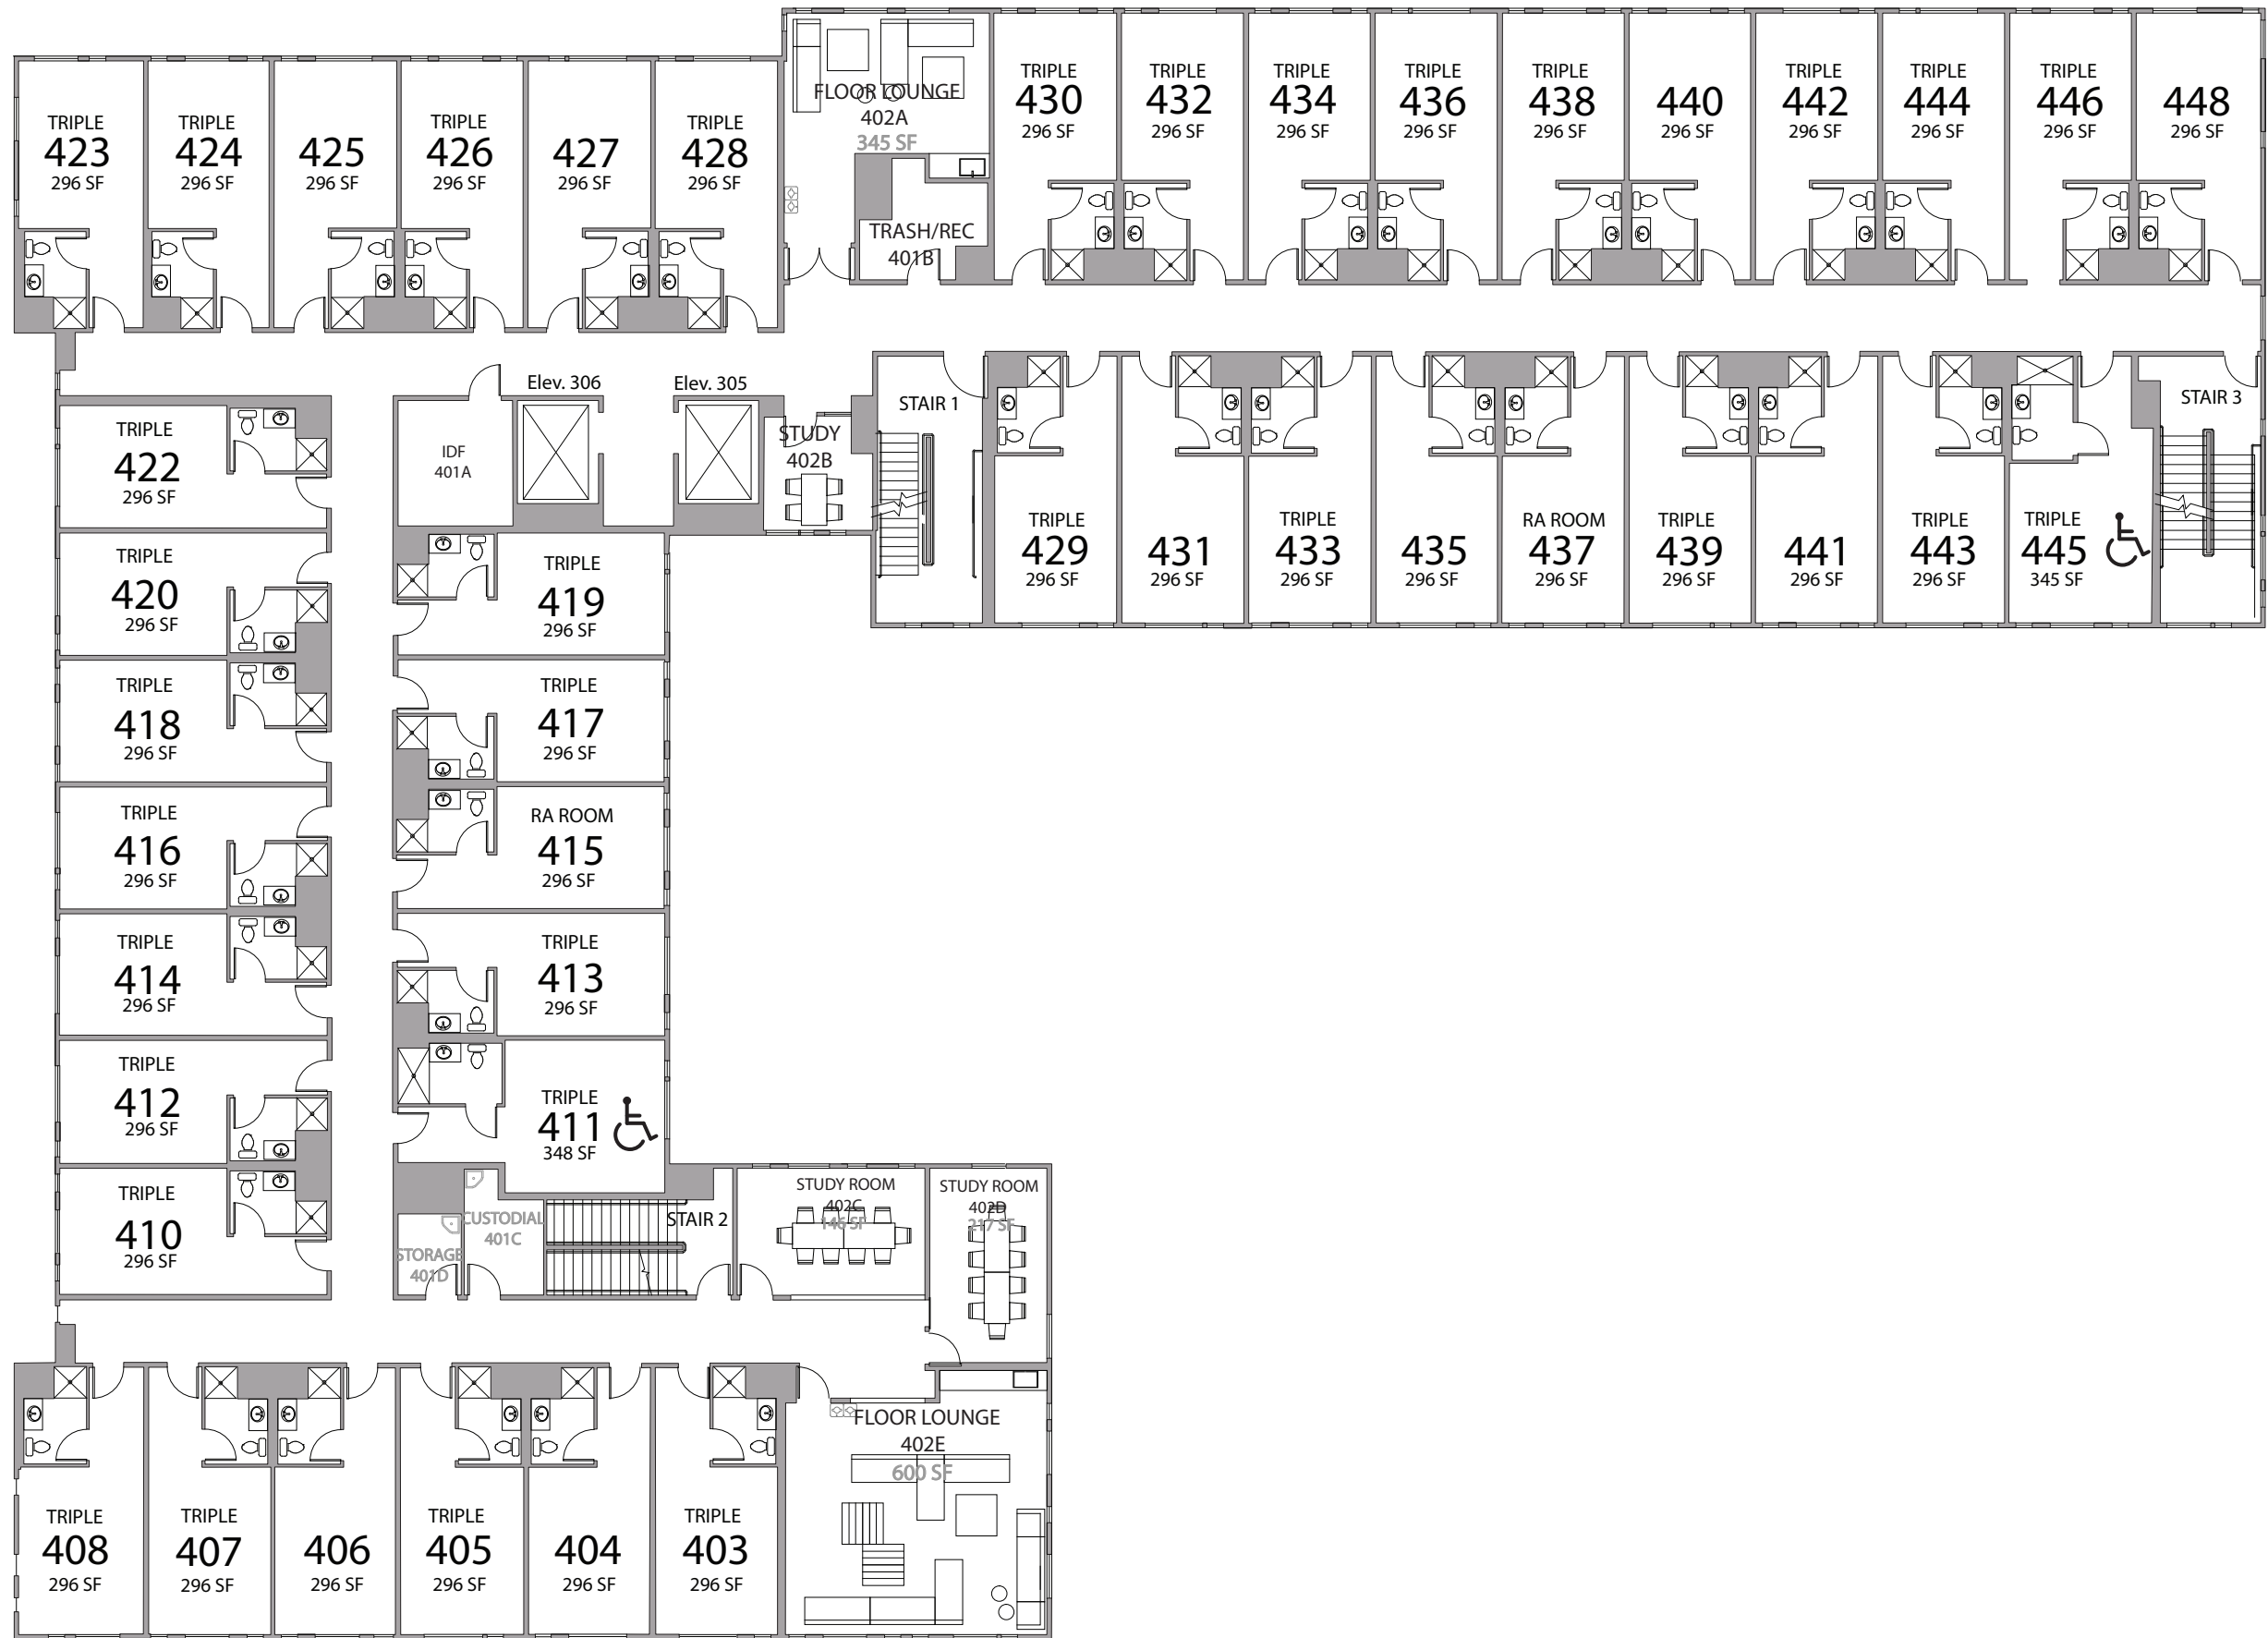 TRIPLE
423
296 SF
TRIPLE
424
296 SF
425
296 SF
TRIPLE
426
296 SF
427
296 SF
TRIPLE
428
296 SF
FLOOR LOUNGE
402A
345 SF
TRASH/REC
401B
TRIPLE
430
296 SF
TRIPLE
432
296 SF
TRIPLE
434
296 SF
TRIPLE
436
296 SF
TRIPLE
438
296 SF
440
296 SF
TRIPLE
442
296 SF
TRIPLE
444
296 SF
TRIPLE
446
296 SF
448
296 SF
Elev. 306
Elev. 305
IDF
401A
STUDY
402B
STAIR 1
TRIPLE
429
296 SF
431
296 SF
TRIPLE
433
296 SF
435
296 SF
RA ROOM
437
296 SF
TRIPLE
439
296 SF
441
296 SF
TRIPLE
443
296 SF
TRIPLE
445
345 SF
STAIR 3
TRIPLE
422
296 SF
TRIPLE
420
296 SF
TRIPLE
418
296 SF
TRIPLE
416
296 SF
TRIPLE
414
296 SF
TRIPLE
412
296 SF
TRIPLE
410
296 SF
TRIPLE
419
296 SF
TRIPLE
417
296 SF
RA ROOM
415
296 SF
TRIPLE
413
296 SF
TRIPLE
411
348 SF
STORAGE
401D
CUSTODIAL
401C
STAIR 2
STUDY ROOM
402C
146 SF
STUDY ROOM
402D
217 SF
TRIPLE
408
296 SF
TRIPLE
407
296 SF
406
296 SF
TRIPLE
405
296 SF
404
296 SF
TRIPLE
403
296 SF
FLOOR LOUNGE
402E
600 SF